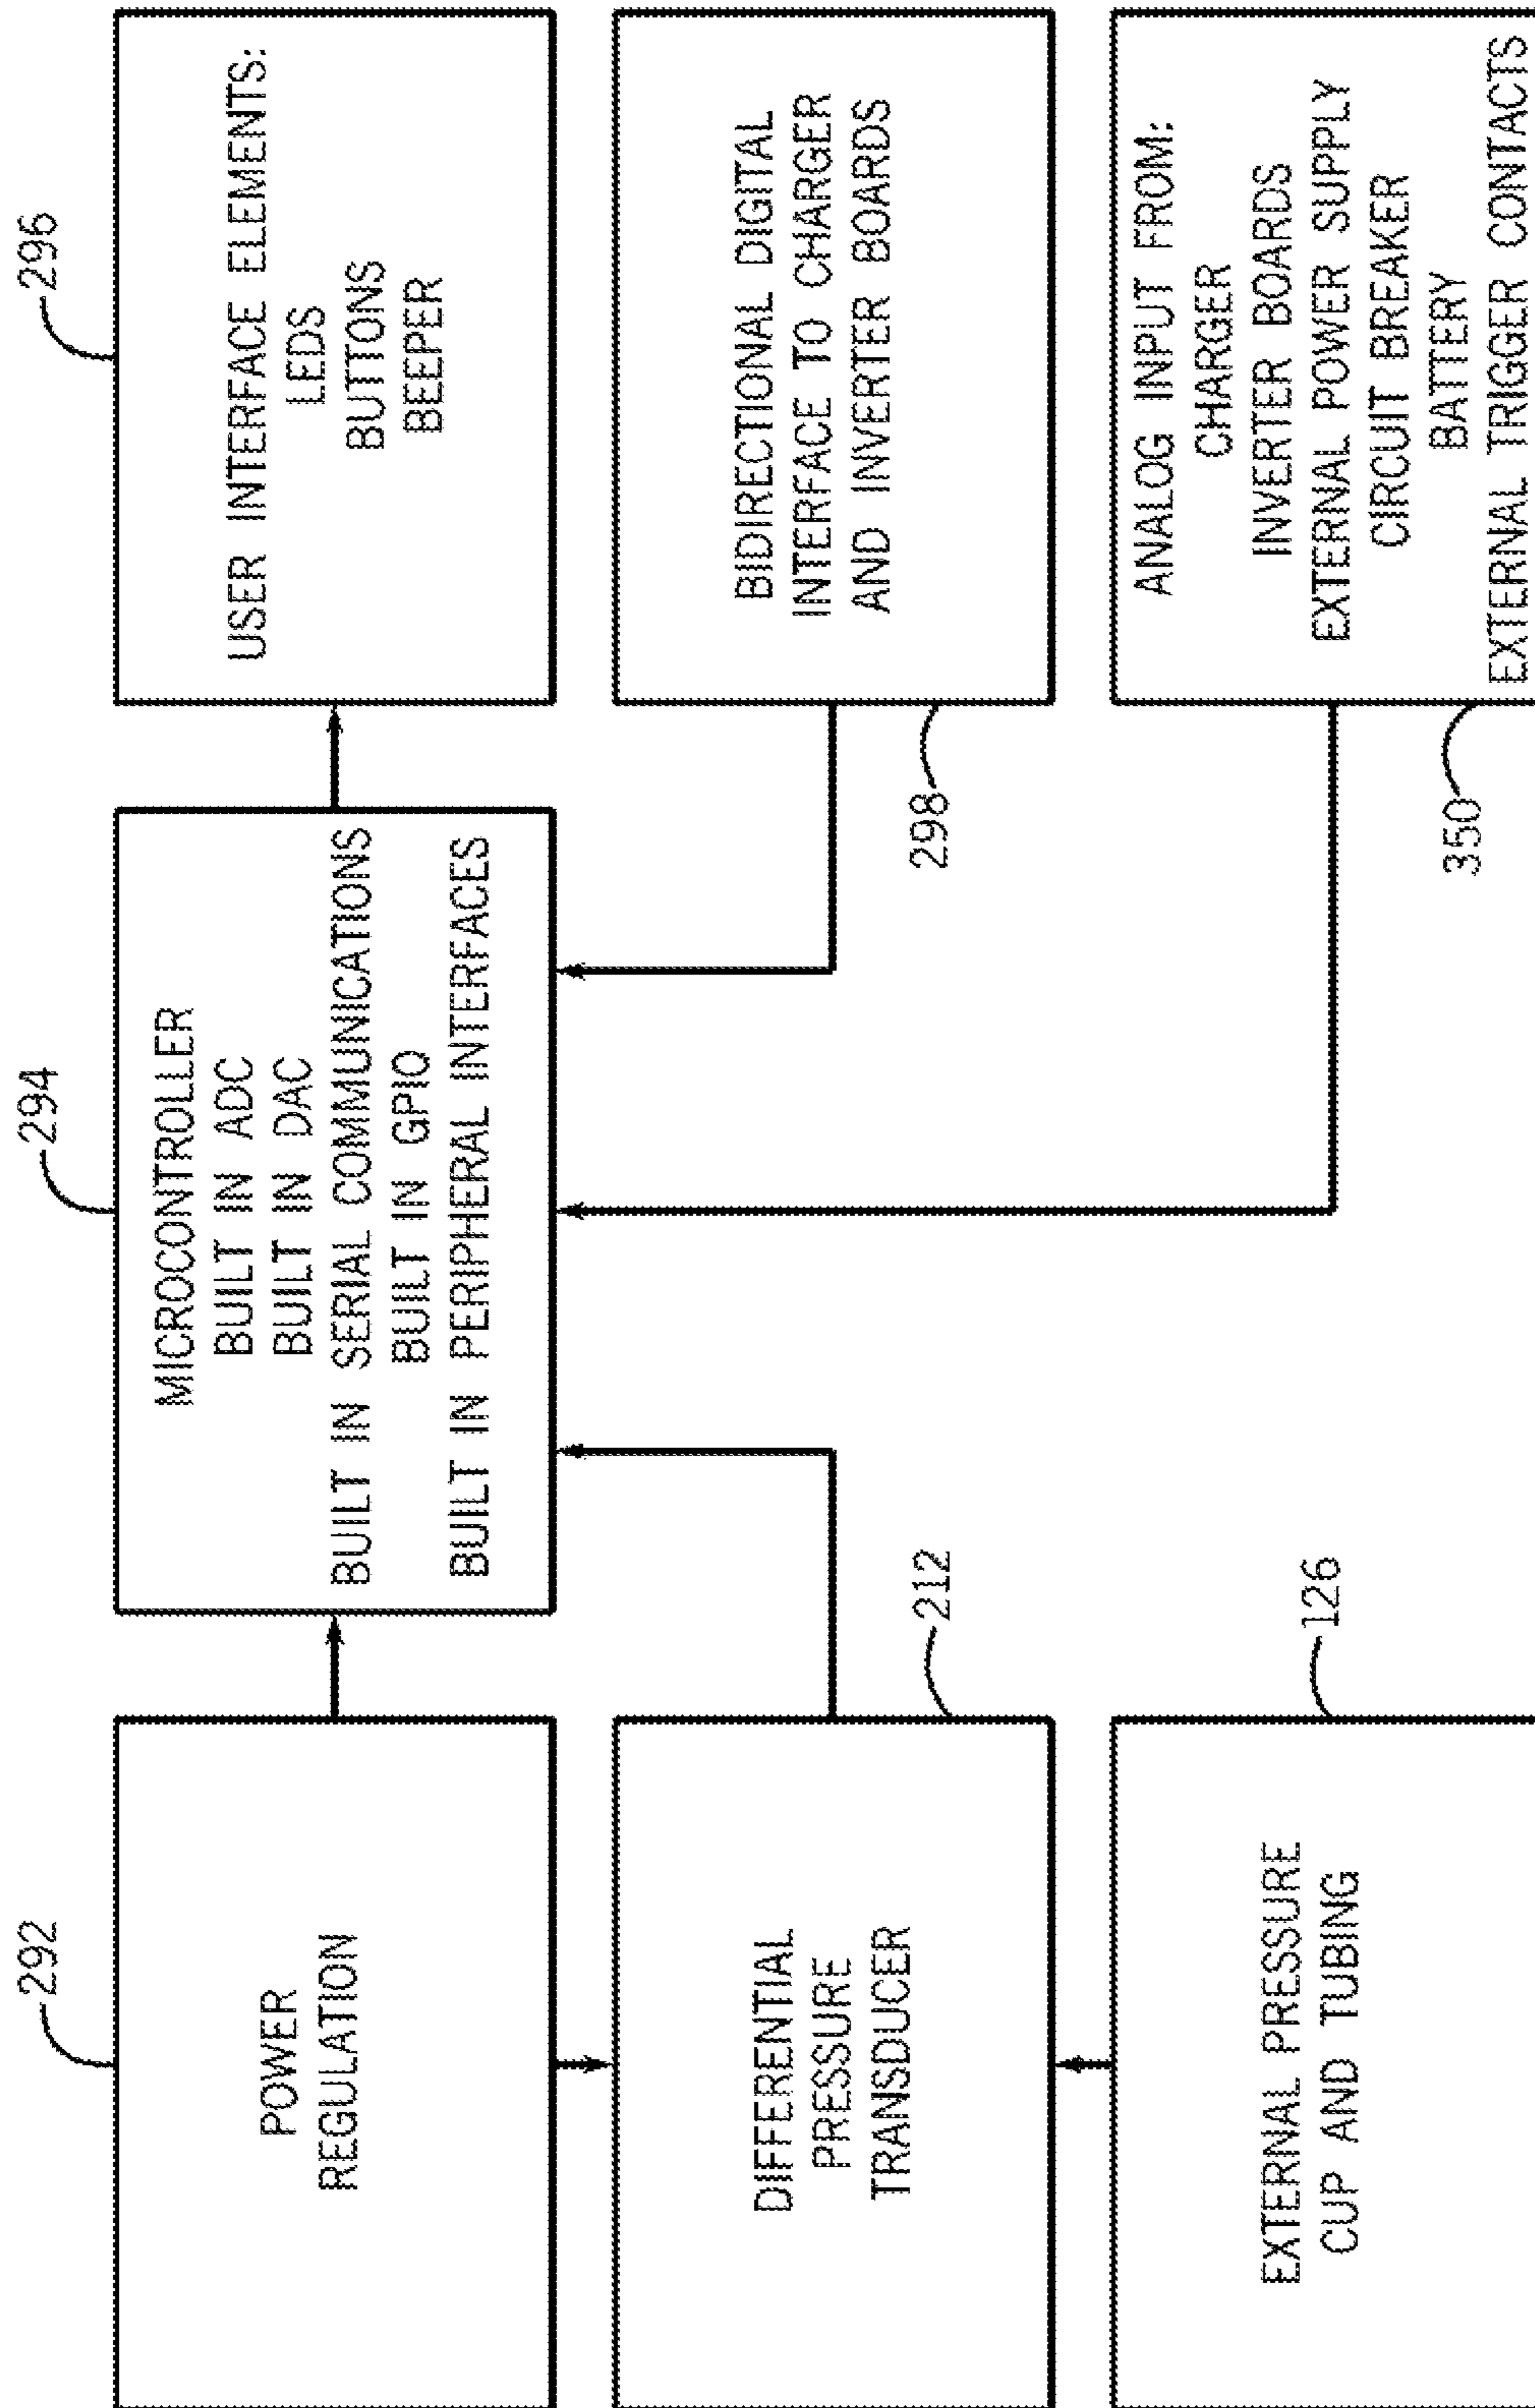 292
POWER
REGULATION
294
MICROCONTROLLER
BUILT IN ADC
BUILT IN DAC
BUILT IN SERIAL COMMUNICATIONS
BUILT IN GPIO
BUILT IN PERIPHERAL INTERFACES
296
USER INTERFACE ELEMENTS:
LEDS
BUTTONS
BEEPER
DIFFERENTIAL
PRESSURE
TRANSDUCER
212
BIDIRECTIONAL DIGITAL
INTERFACE TO CHARGER
AND INVERTER BOARDS
298
EXTERNAL PRESSURE
CUP AND TUBING
126
ANALOG INPUT FROM:
CHARGER
INVERTER BOARDS
EXTERNAL POWER SUPPLY
CIRCUIT BREAKER
BATTERY
EXTERNAL TRIGGER CONTACTS
350